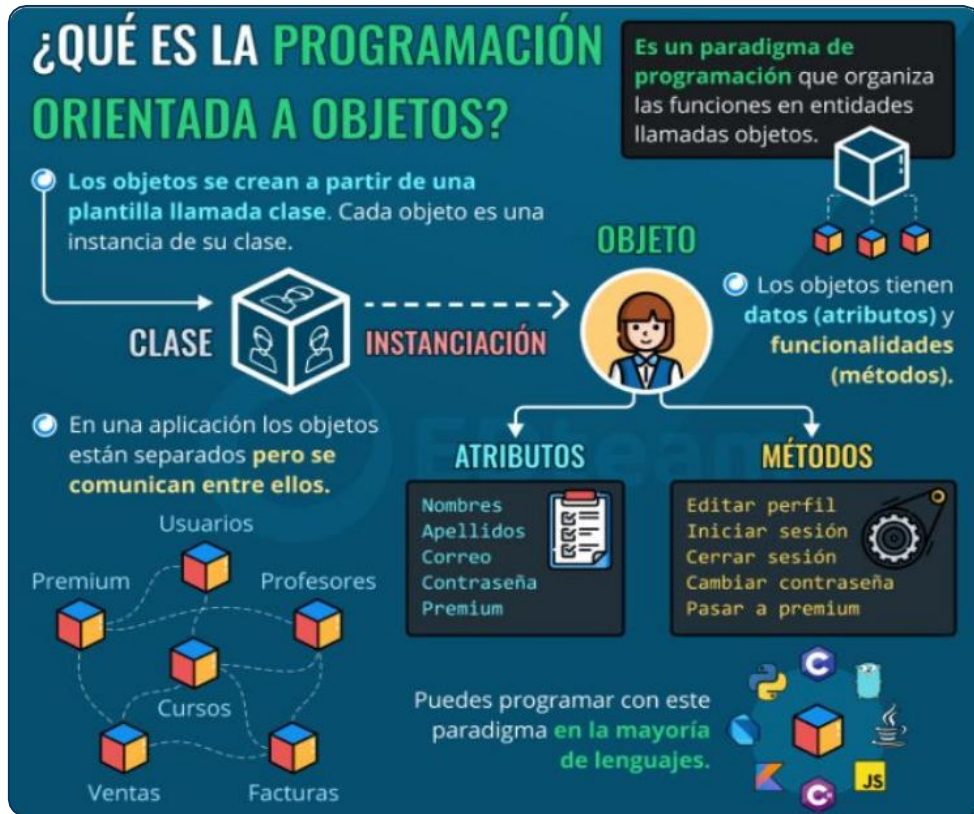 ¿QUÉ ES LA PROGRAMACIÓN
ORIENTADA A OBJETOS?
Es un paradigma de
programación que organiza
las funciones en entidades
llamadas objetos.
Los objetos se crean a partir de una
plantilla llamada clase. Cada objeto es una
instancia de su clase.
CLASE
INSTANCIACIÓN
OBJETO
Los objetos tienen
datos (atributos) y
funcionalidades
(métodos).
En una aplicación los objetos
están separados pero se
comunican entre ellos.
Usuarios
Premium
Profesores
Cursos
Ventas
Facturas
EDteam
ATRIBUTOS
Nombres
Apellidos
Correo
Contraseña
Premium
MÉTODOS
Editar perfil
Iniciar sesión
Cerrar sesión
Cambiar contraseña
Pasar a premium
Puedes programar con este
paradigma en la mayoría
de lenguajes.
C
JS
C#